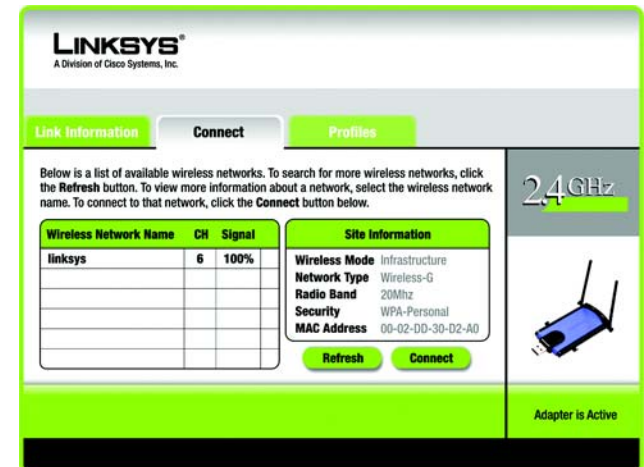 LINKSYS®
A Division of Cisco Systems, Inc.
Link Information Connect Profiles
Below is a list of available wireless networks. To search for more wireless networks, click
the Refresh button. To view more information about a network, select the wireless network
name. To connect to that network, click the Connect button below.
2.4GHz
Wireless Network Name CH Signal
linksys 6 100%
Site Information
Wireless Mode Infrastructure
Network Type Wireless-G
Radio Band 20Mhz
Security WPA-Personal
MAC Address 00-02-DD-30-D2-A0
Refresh Connect
Adapter is Active